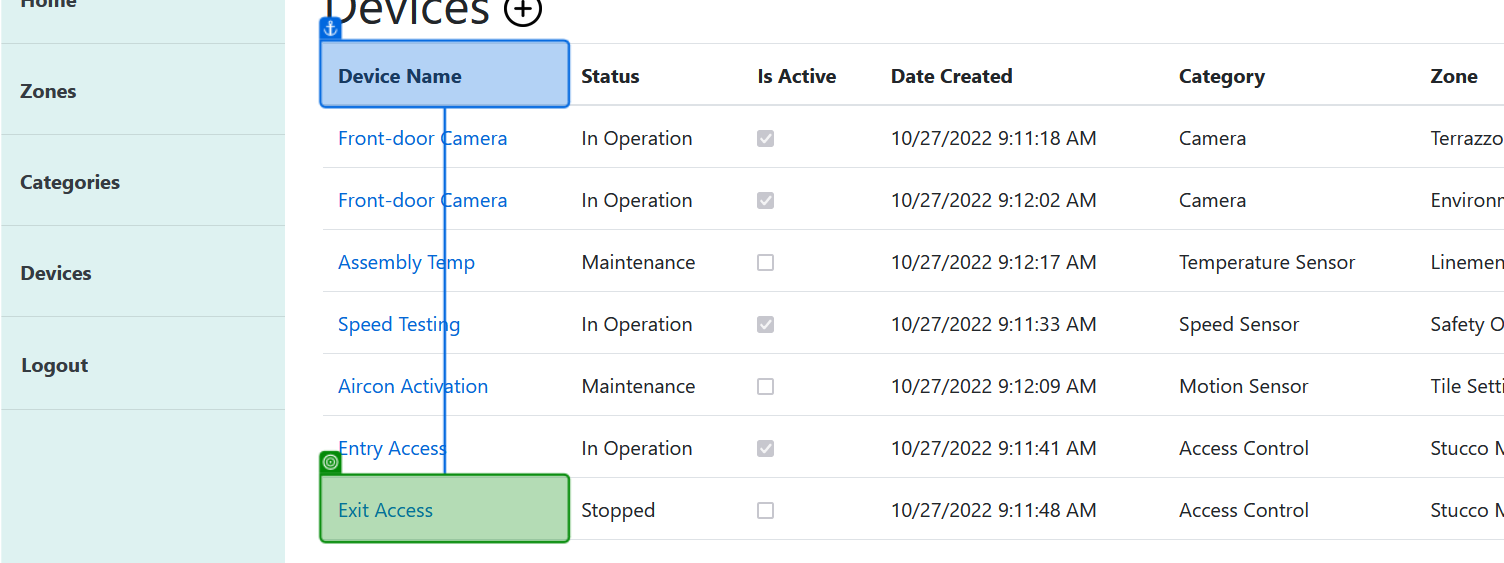 Home
Zones
Categories
Devices
Logout
Devices
Device Name Status Is Active Date Created Category Zone
Front-door Camera In Operation 10/27/2022 9:11:18 AM Camera Terrazzo
Front-door Camera In Operation 10/27/2022 9:12:02 AM Camera
Assembly Temp Maintenance 10/27/2022 9:12:17 AM Temperature Sensor
Speed Testing In Operation 10/27/2022 9:11:33 AM Speed Sensor Safety
Aircon Activation Maintenance 10/27/2022 9:12:09 AM Motion Sensor Tile
Entry Access In Operation 10/27/2022 9:11:41 AM Access Control Stucco
Exit Access Stopped 10/27/2022 9:11:48 AM Access Control Stucco